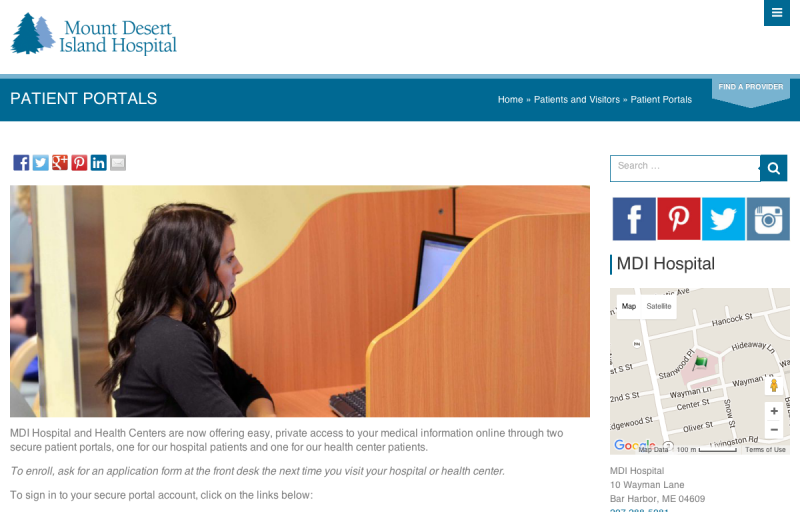 Mount Desert
Island Hospital
PATIENT PORTALS
Home » Patients and Visitors » Patient Portals
FIND A PROVIDER
Search ...
MDI Hospital
Map Satellite
Hancock St
Hideaway Ln
Stanwood Pl
Wayman Ln
Wayman Ln
Center St
Snow St
Oliver St
Livingston Rd
Google
Map Data 100 m Terms of Use
MDI Hospital and Health Centers are now offering easy, private access to your medical information online through two
secure patient portals, one for our hospital patients and one for our health center patients.
To enroll, ask for an application form at the front desk the next time you visit your hospital or health center.
To sign in to your secure portal account, click on the links below:
MDI Hospital
10 Wayman Lane
Bar Harbor, ME 04609